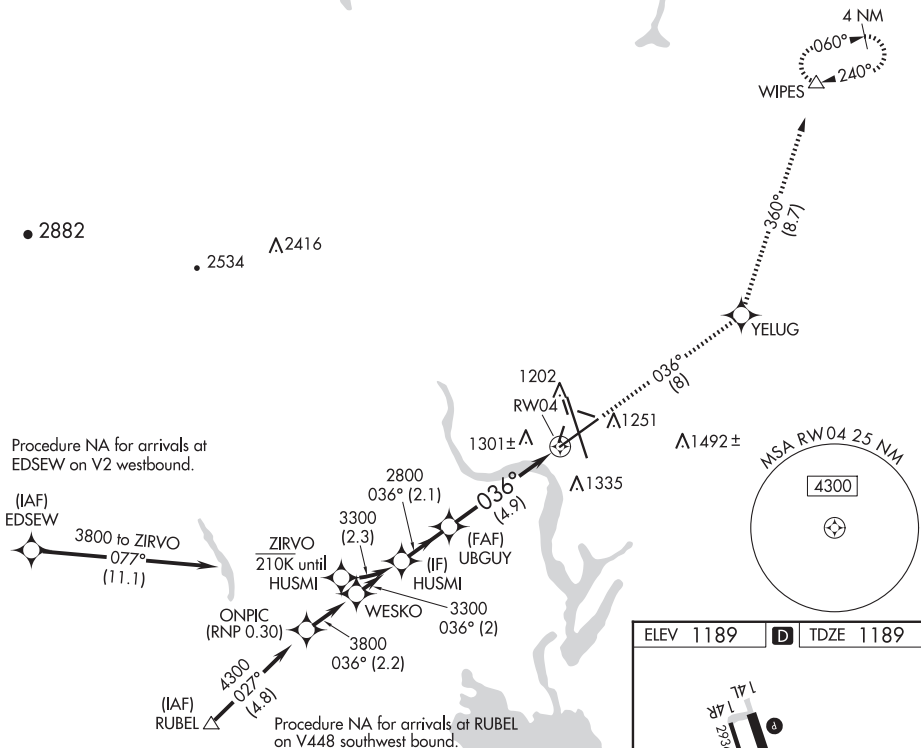 4 NM
060°
240°
WIPES
360°
(8.7)
2882
2534
2416
YELUG
036°
(8)
1202
RW04
1251
1301±
1492±
1335
MSA RW04 25 NM
4300
Procedure NA for arrivals at
EDSEW on V2 westbound.
(IAF)
EDSEW
3800 to ZIRVO
077°
(11.1)
2800
036° (2.1)
036°
(4.9)
3300
(2.3)
ZIRVO
210K until
HUSMI
(FAF)
UBGUY
(IF)
HUSMI
WESKO
3300
036° (2)
ONPIC
(RNP 0.30)
3800
036° (2.2)
4300
027°
(4.8)
(IAF)
RUBEL
Procedure NA for arrivals at RUBEL
on V448 southwest bound.
ELEV 1189 D TDZE 1189
14L
14R
P